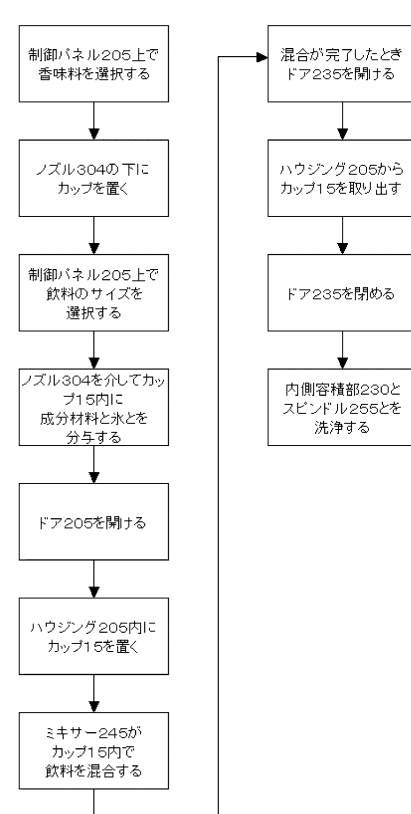 制御パネル205上で
香味料を選択する
ノズル304の下に
カップを置く
制御パネル205上で
飲料のサイズを
選択する
ノズル304を介してカッ
プ15内に
成分材料と氷とを
分与する
ドア205を開ける
ハウジング205内に
カップ15を置く
ミキサー245が
カップ15内で
飲料を混合する
混合が完了したとき
ドア235を開ける
ハウジング205から
カップ15を取り出す
ドア235を閉める
内側容積部230と
スピンドル255とを
洗浄する